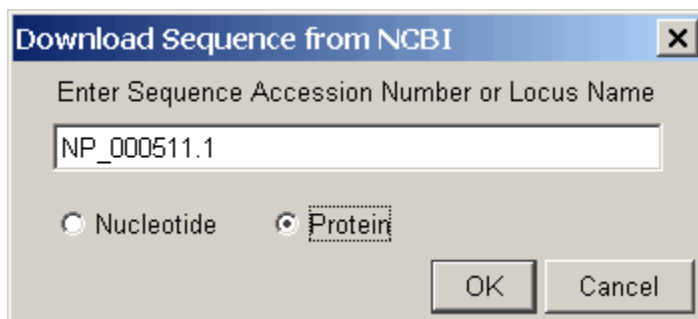 Download Sequence from NCBI
Enter Sequence Accession Number or Locus Name
NP_000511.1
Nucleotide Protein
OK Cancel